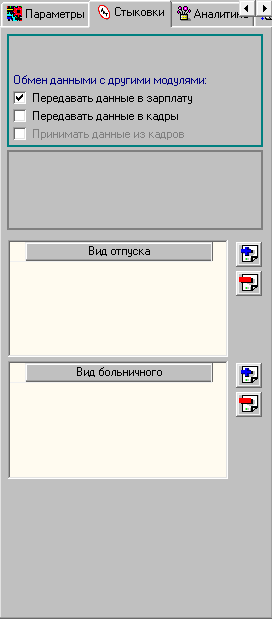 Параметры Стыковки Аналитика
Обмен данными с другими модулями:
Передавать данные в зарплату
Передавать данные в кадры
Принимать данные из кадров
Вид отпуска
Вид больничного